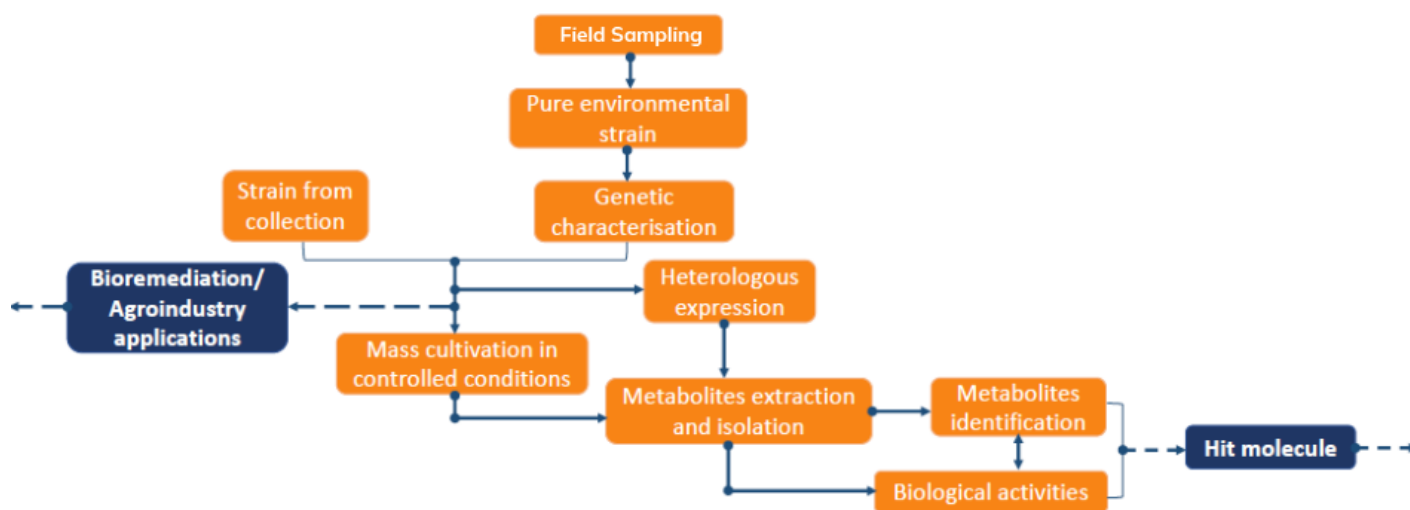 Field Sampling
Pure environmental
strain
Strain from
collection
Genetic
characterisation
Bioremediation/
Agroindustry
applications
Heterologous
expression
Mass cultivation in
controlled conditions
Metabolites extraction
and isolation
Metabolites
identification
Hit molecule
Biological activities